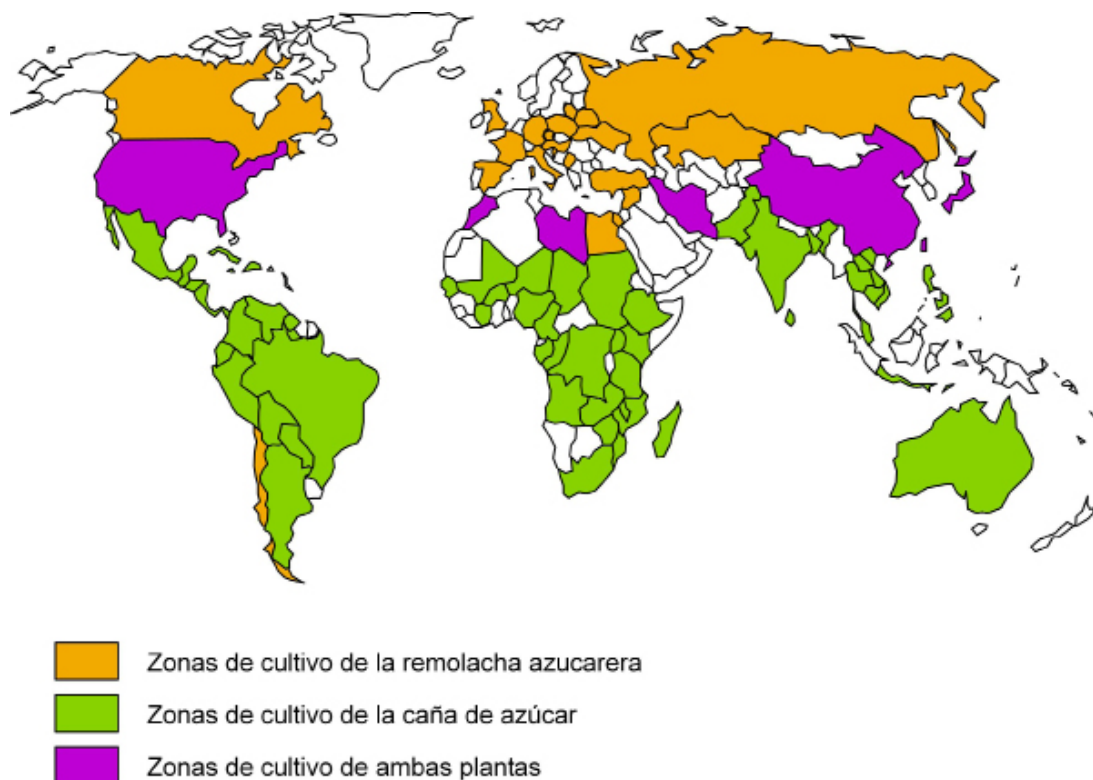 Zonas de cultivo de la remolacha azucarera
Zonas de cultivo de la caña de azúcar
Zonas de cultivo de ambas plantas